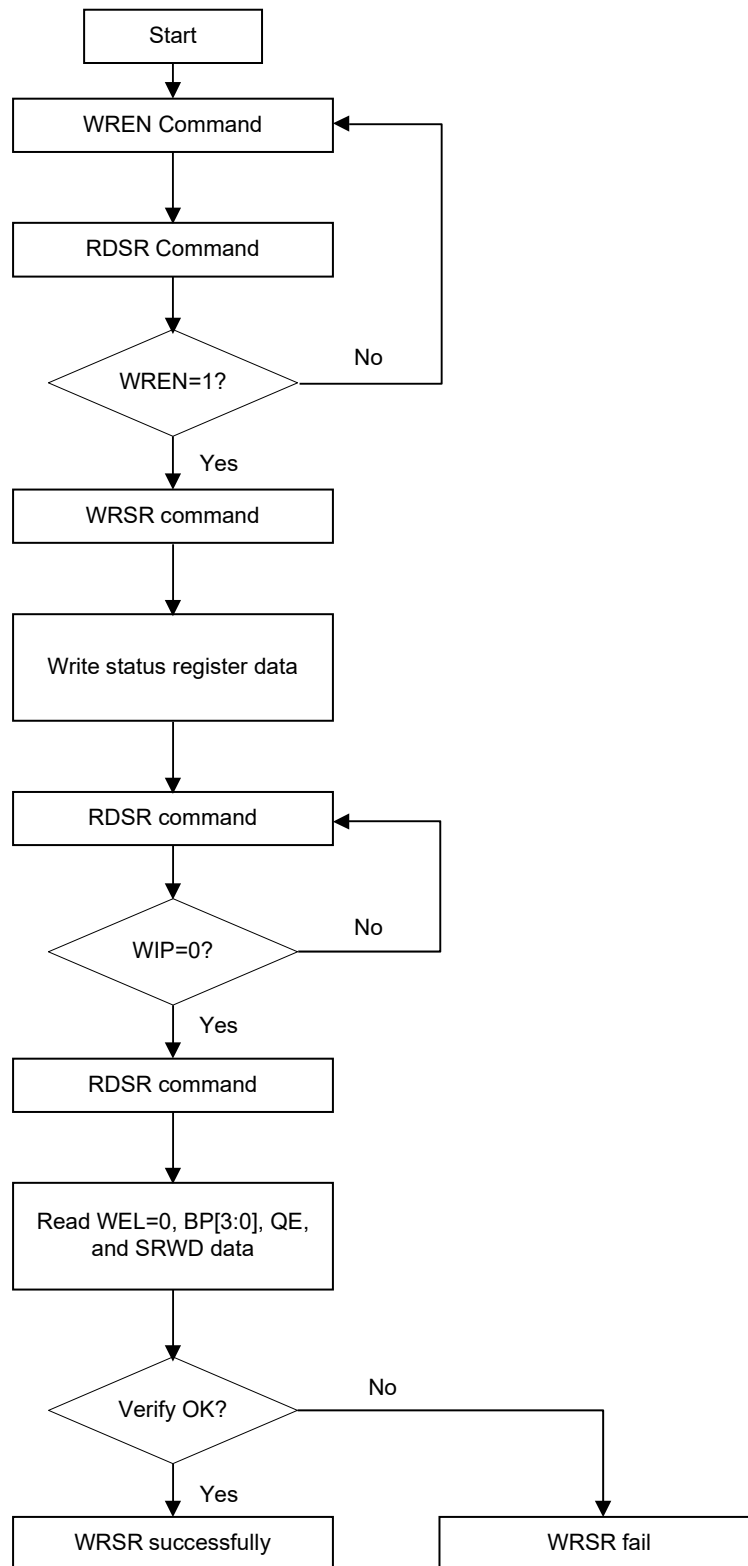 Start
WREN Command
RDSR Command
WREN=1?
No
Yes
WRSR command
Write status register data
RDSR command
WIP=0?
No
Yes
RDSR command
Read WEL=0, BP[3:0], QE,
and SRWD data
Verify OK?
No
Yes
WRSR successfully
WRSR fail